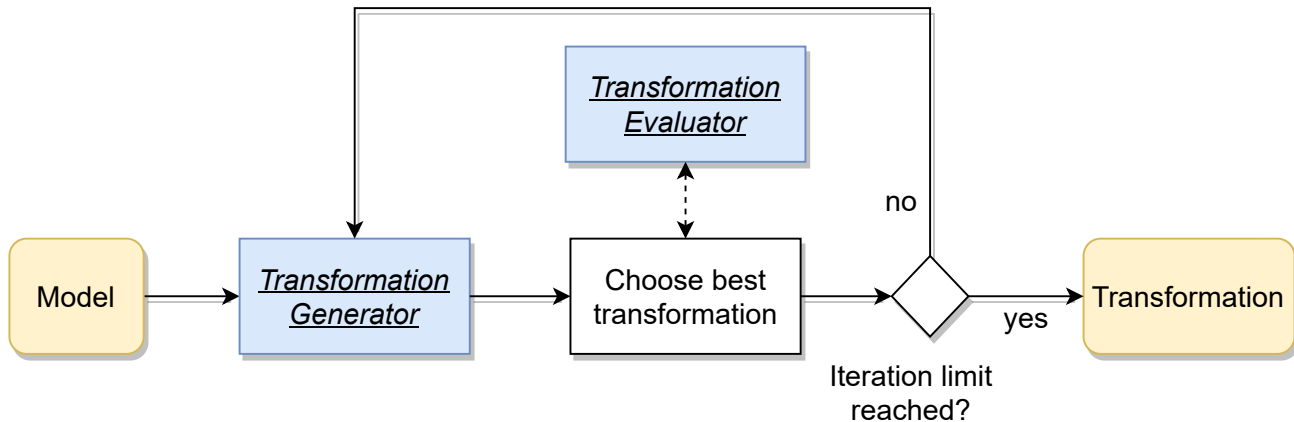 Transformation
Evaluator
no
Model
Transformation
Generator
Choose best
transformation
yes
Transformation
Iteration limit
reached?